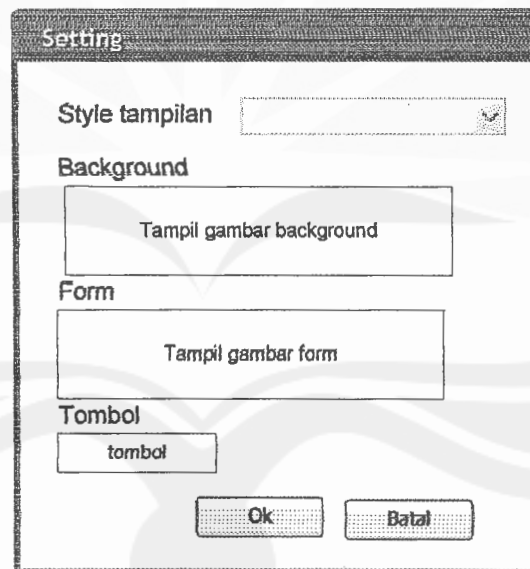 Setting
Style tampilan
Background
Tampil gambar background
Form
Tampil gambar form
Tombol
tombol
Ok Batal